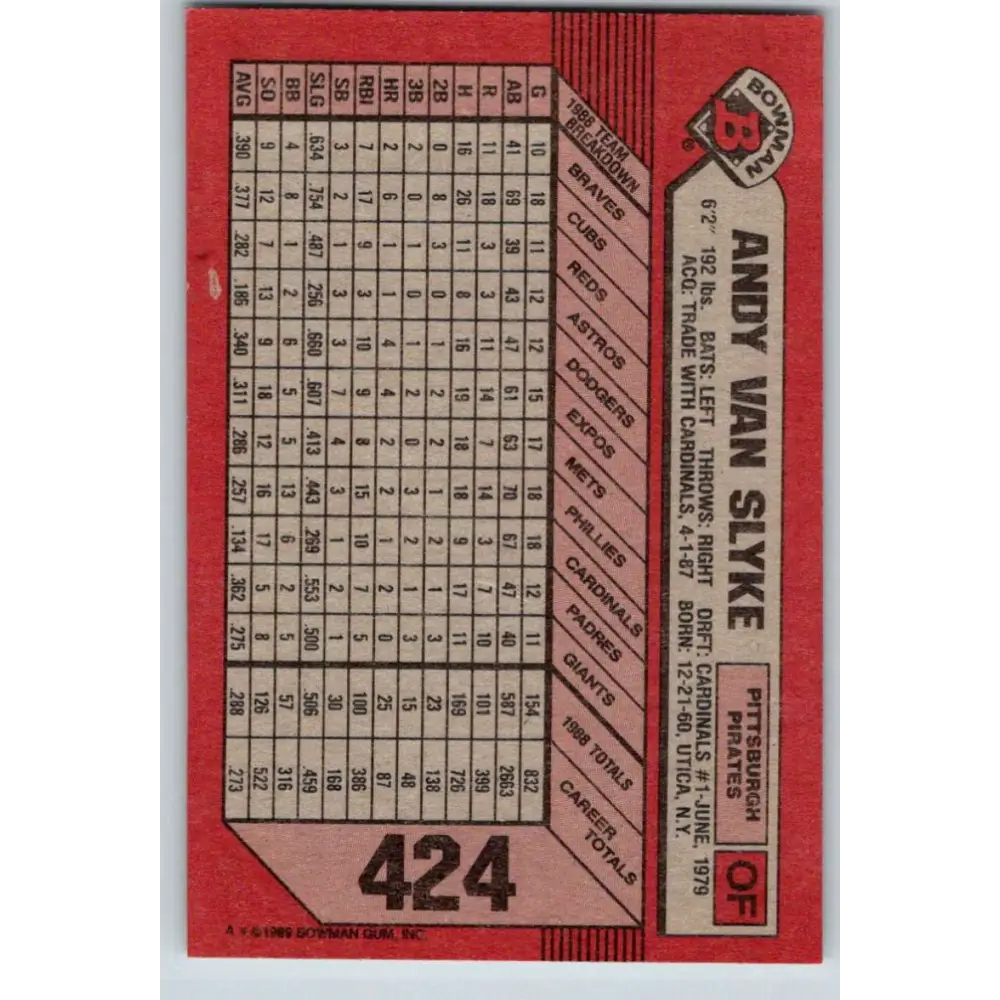 BOWMAN
B®
ANDY VAN SLYKE
PITTSBURGH
PIRATES
OF
6'2" 192 lbs. BATS: LEFT THROWS: RIGHT DRFT: CARDINALS #1-JUNE, 1979
ACQ: TRADE WITH CARDINALS, 4-1-87 BORN: 12-21-60, UTICA, N.Y.
1988 TEAM
BREAKDOWN
BRAVES CUBS REDS ASTROS DODGERS EXPOS METS PHILLIES CARDINALS PADRES GIANTS 1988 TOTALS CAREER TOTALS
G 10 18 11 12 12 15 17 18 18 12 11 154 832
AB 41 69 39 43 47 61 63 70 67 47 40 587 2663
R 11 18 3 3 11 14 7 14 3 7 10 101 399
H 16 26 11 8 16 19 18 18 9 17 11 169 726
2B 0 8 3 0 1 2 2 1 2 1 3 23 138
3B 2 0 1 0 1 2 0 3 2 1 3 15 48
HR 2 6 1 1 4 4 2 2 1 2 0 25 87
RBI 7 17 9 3 10 9 8 15 10 7 5 100 386
SB 3 2 1 3 3 7 4 3 1 2 1 30 168
SLG .634 .754 .487 .256 .660 .607 .413 .443 .269 .553 .500 .506 .459
BB 4 8 1 2 6 5 5 13 6 2 5 57 316
SO 9 12 7 13 9 18 12 16 17 5 8 126 522
AVG .390 .377 .282 .186 .340 .311 .286 .257 .134 .362 .275 .288 .273
424
A * © 1989 BOWMAN GUM, INC.